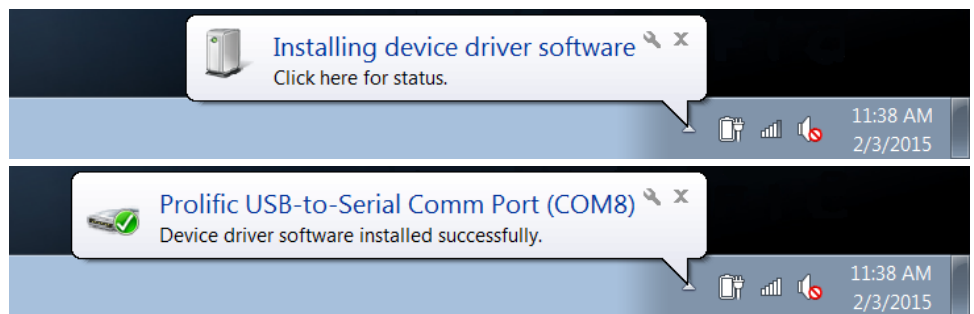 Installing device driver software
Click here for status.
11:38 AM
2/3/2015
Prolific USB-to-Serial Comm Port (COM8)
Device driver software installed successfully.
11:38 AM
2/3/2015